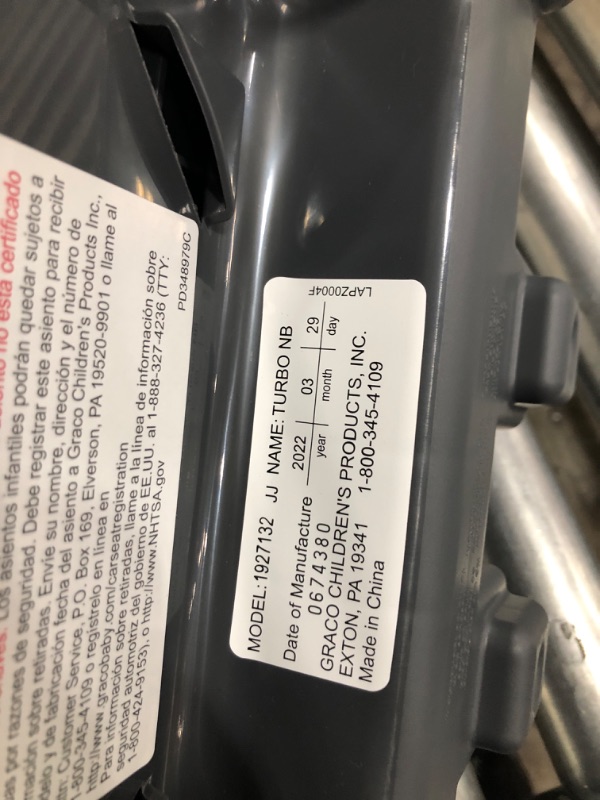 no está certificado
Los asientos infantiles podrán quedar sujetos a
por razones de seguridad. Debe registrar este asiento para recibir
sobre retiradas. Envíe su nombre, dirección y el número de
y de fabricación fecha del asiento a Graco Children's Products Inc.,
Customer Service, P.O. Box 169, Elverson, PA 19520-9901 o llame al
1-800-345-4109 o regístrelo en línea en
http://www.gracobaby.com/carseatregistration
Para información sobre retiradas, llame a la línea de información sobre
seguridad automotriz del gobierno de EE.UU. al 1-888-327-4236 (TTY:
1-800-424-9153), o http://www.NHTSA.gov
PD348979C
MODEL:1927132 JJ NAME:TURBO NB
Date of Manufacture 2022 03 29
year month day
0674380
GRACO CHILDREN'S PRODUCTS, INC.
EXTON, PA 19341 1-800-345-4109
Made in China
LAPZ0004F